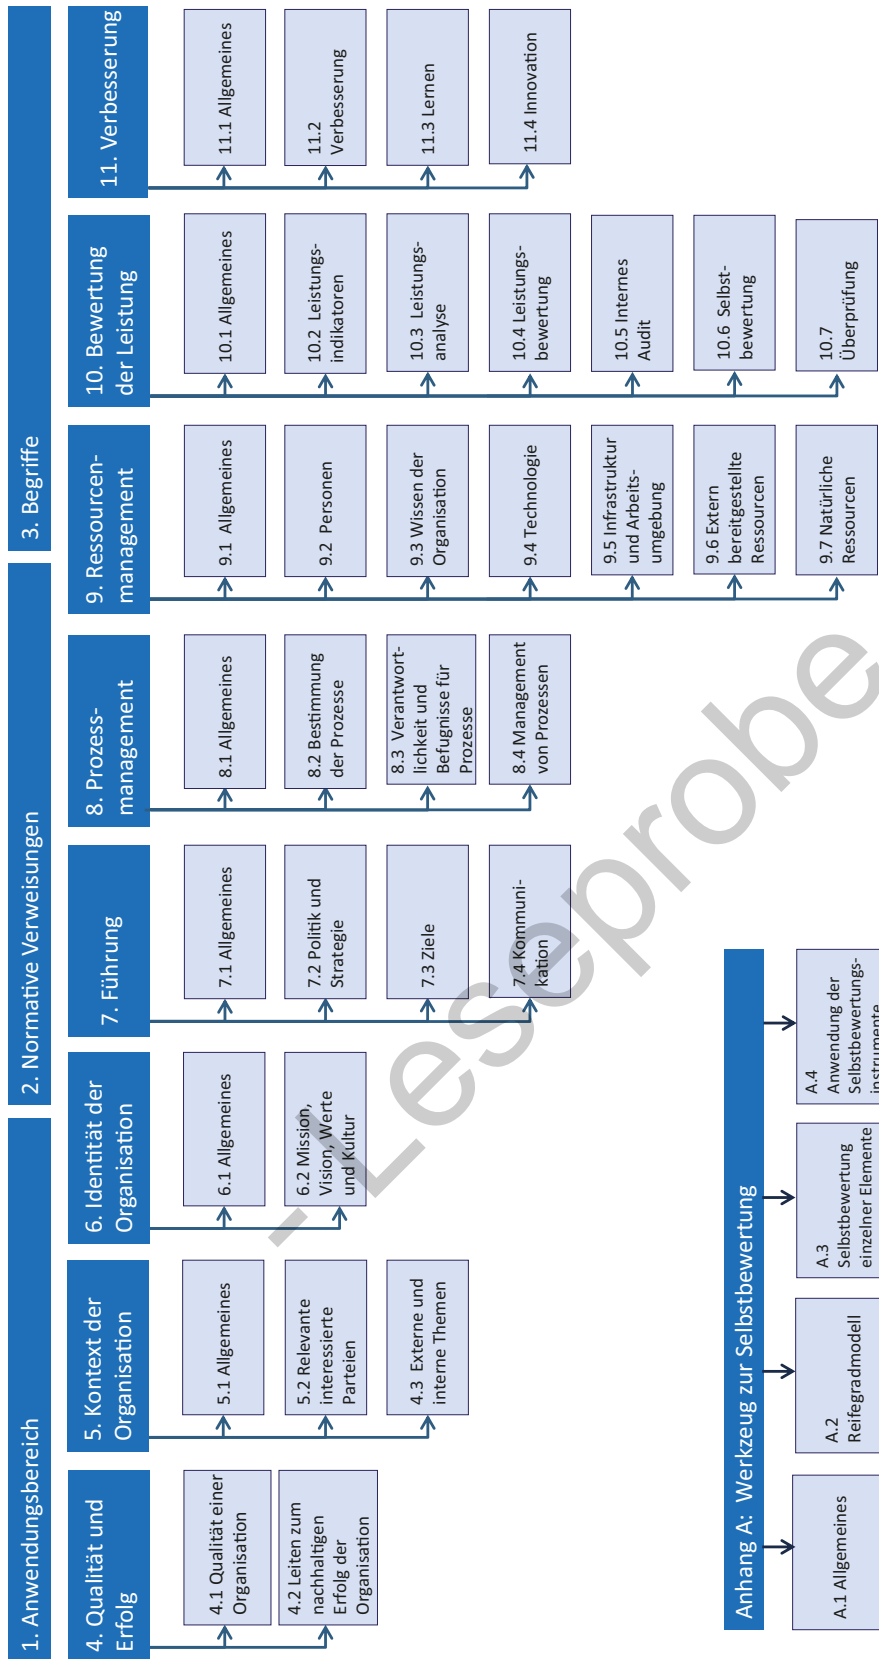 1. Anwendungsbereich
2. Normative Verweisungen
3. Begriffe
4. Qualität und
Erfolg
4.1 Qualität einer
Organisation
4.2 Leiten zum
nachhaltigen
Erfolg der
Organisation
5. Kontext der
Organisation
5.1 Allgemeines
5.2 Relevante
interessierte
Parteien
4.3 Externe und
interne Themen
6. Identität der
Organisation
6.1 Allgemeines
6.2 Mission,
Vision, Werte
und Kultur
7. Führung
7.1 Allgemeines
7.2 Politik und
Strategie
7.3 Ziele
7.4 Kommuni-
kation
8. Prozess-
management
8.1 Allgemeines
8.2 Bestimmung
der Prozesse
8.3 Verantwort-
lichkeit und
Befugnisse für
Prozesse
8.4 Management
von Prozessen
9. Ressourcen-
management
9.1 Allgemeines
9.2 Personen
9.3 Wissen der
Organisation
9.4 Technologie
9.5 Infrastruktur
und Arbeits-
umgebung
9.6 Extern
bereitgestellte
Ressourcen
9.7 Natürliche
Ressourcen
10. Bewertung
der Leistung
10.1 Allgemeines
10.2 Leistungs-
indikatoren
10.3 Leistungs-
analyse
10.4 Leistungs-
bewertung
10.5 Internes
Audit
10.6 Selbst-
bewertung
10.7
Überprüfung
11. Verbesserung
11.1 Allgemeines
11.2
Verbesserung
11.3 Lernen
11.4 Innovation
Anhang A: Werkzeug zur Selbstbewertung
A.1 Allgemeines
A.2
Reifegradmodell
A.3
Selbstbewertung
einzelner Elemente
A.4
Anwendung der
Selbstbewertungs-
instrumente
- Leseprobe